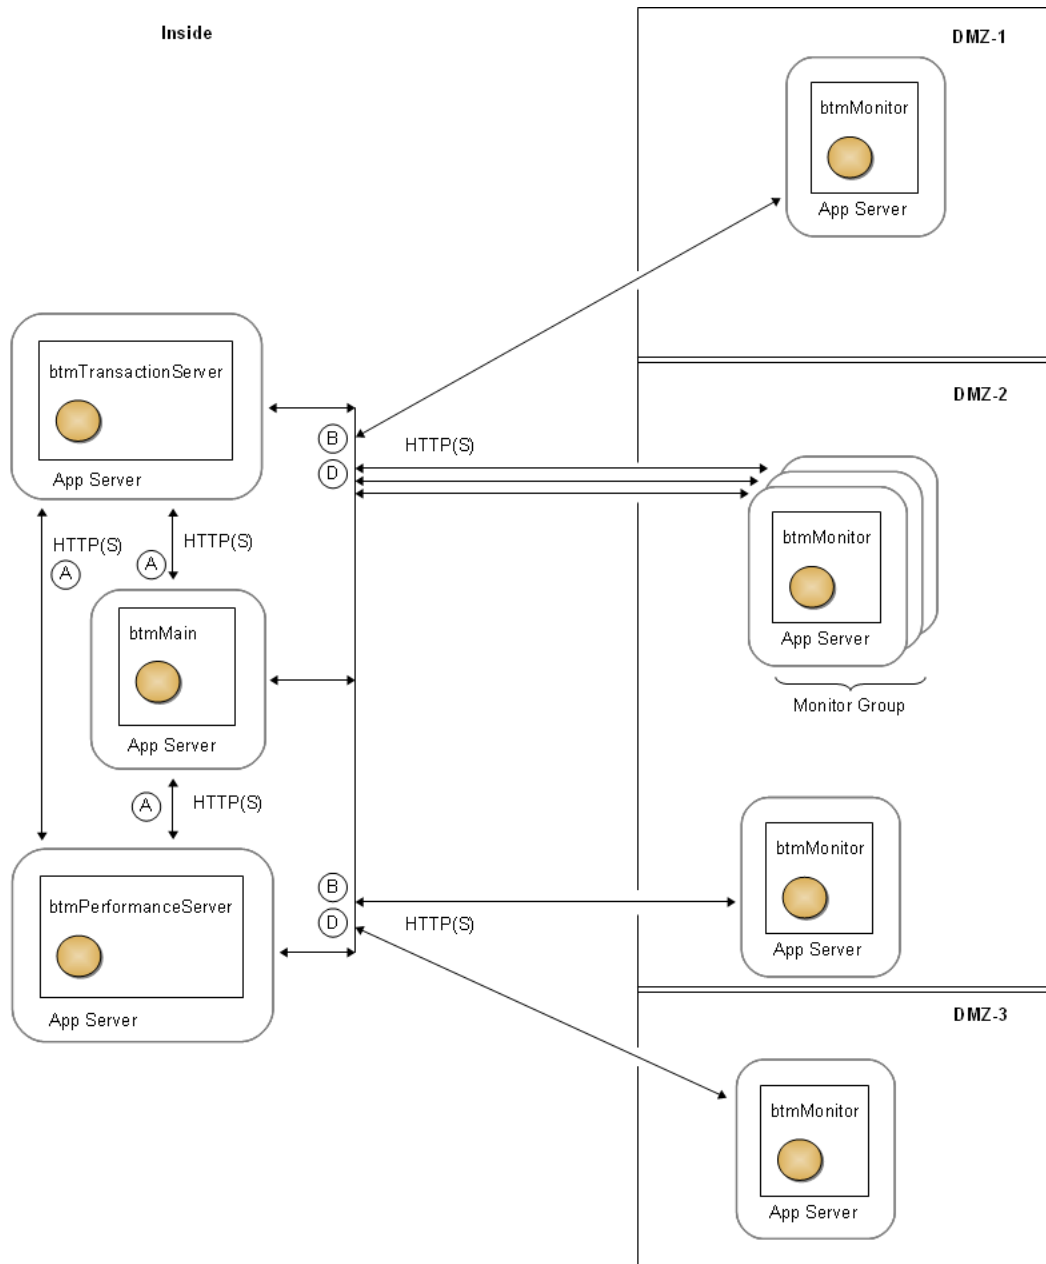 Inside
DMZ-1
btmMonitor
App Server
btmTransactionServer
App Server
DMZ-2
B
HTTP(S)
D
btmMonitor
App Server
Monitor Group
HTTP(S)
A
HTTP(S)
A
btmMain
App Server
A
HTTP(S)
btmMonitor
App Server
btmPerformanceServer
App Server
B
D
HTTP(S)
DMZ-3
btmMonitor
App Server